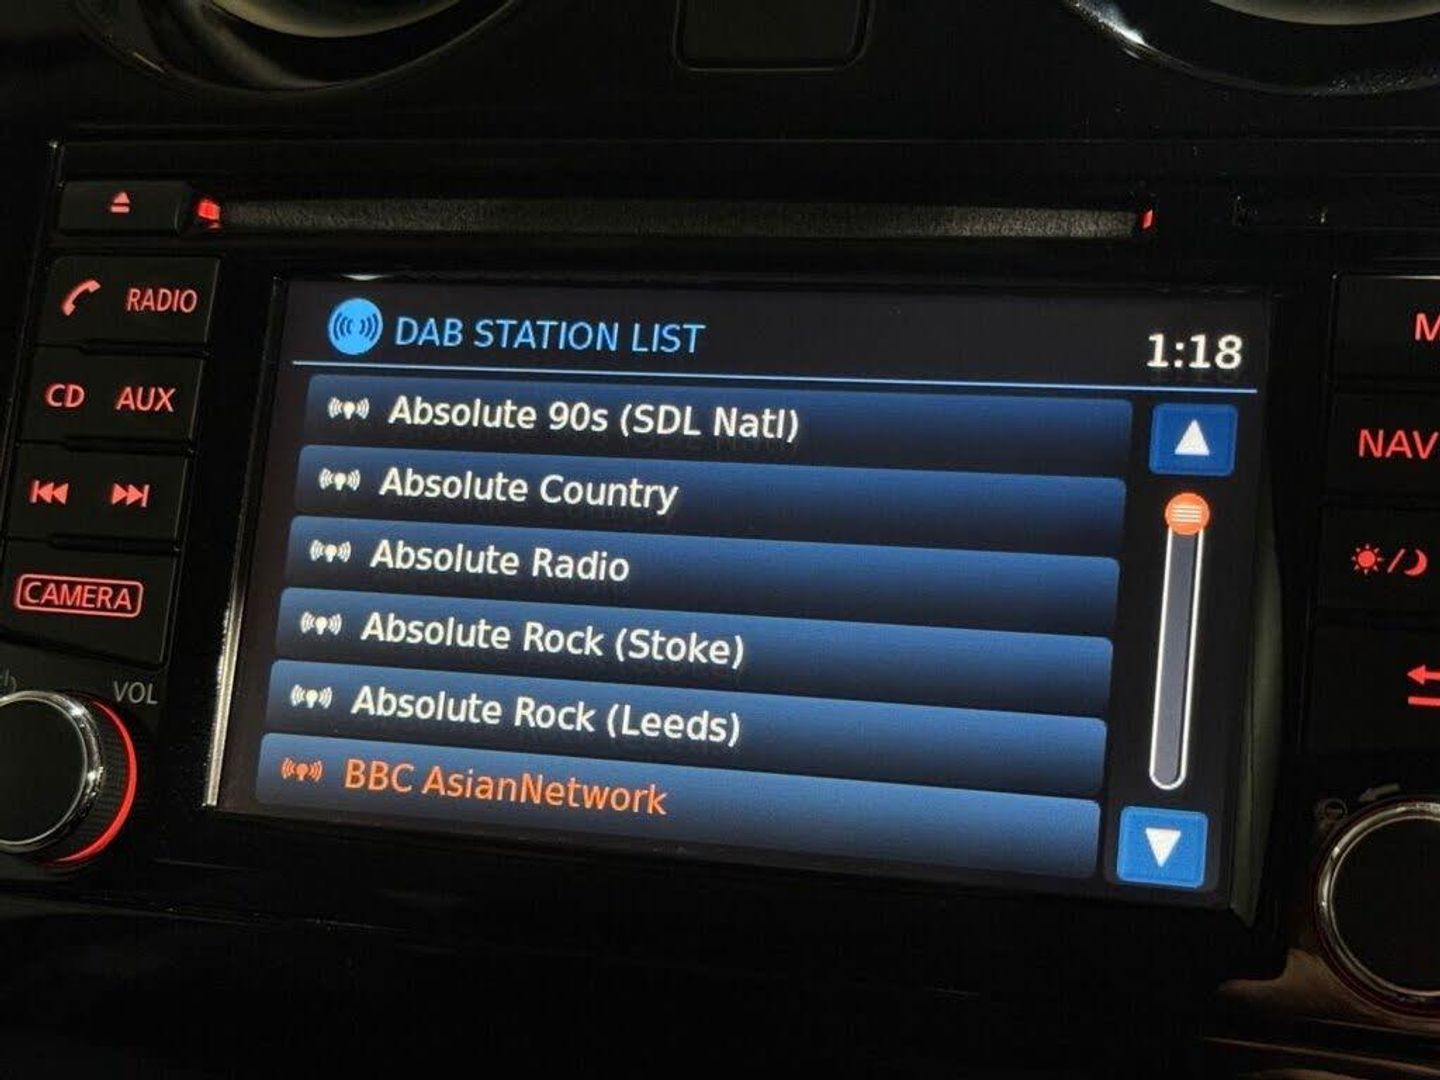 RADIO
CD AUX
CAMERA
VOL
DAB STATION LIST
1:18
Absolute 90s (SDL Natl)
Absolute Country
Absolute Radio
Absolute Rock (Stoke)
Absolute Rock (Leeds)
BBC AsianNetwork
NAV